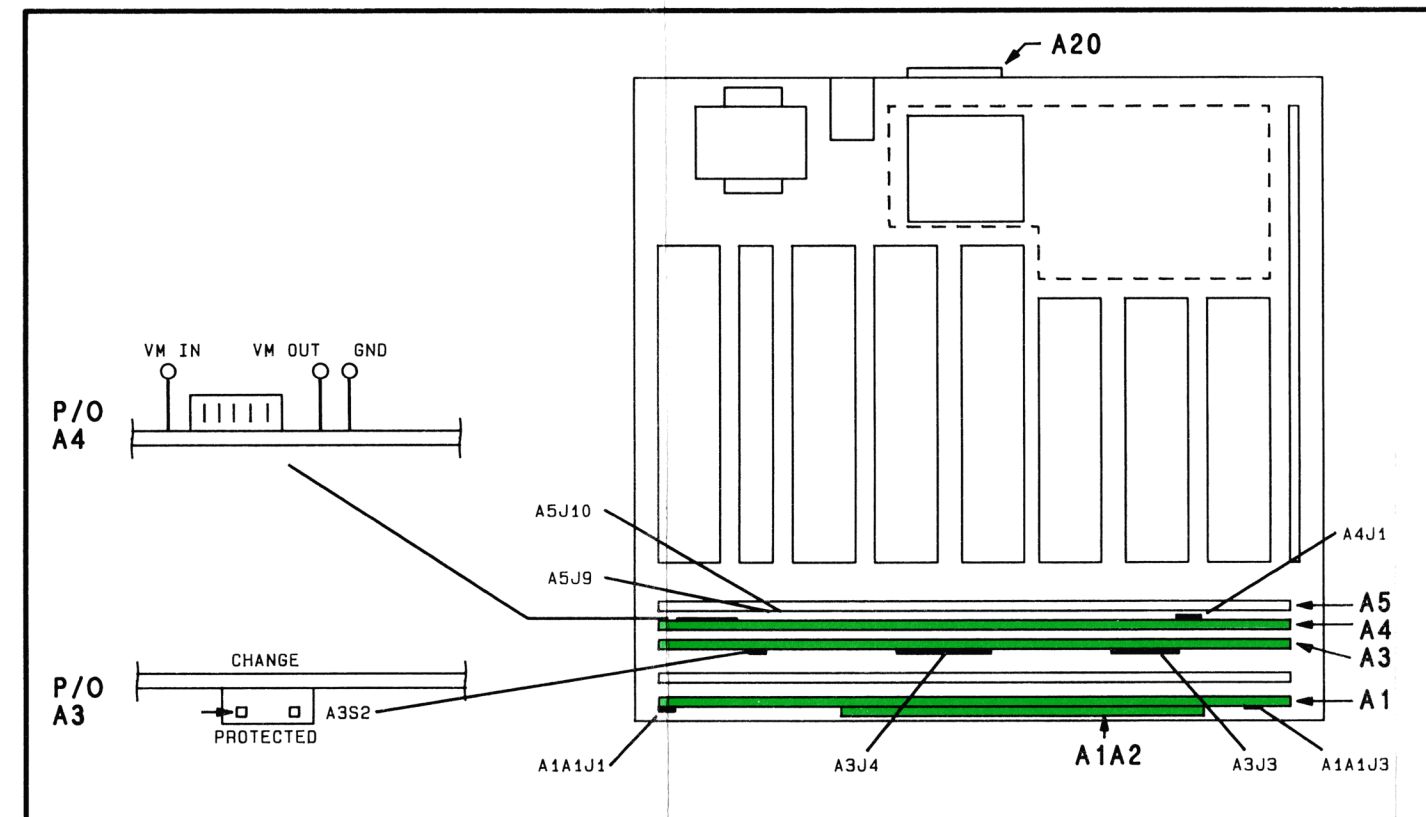 A20
VM IN VM OUT GND
P/O
A4
A5J10
A4J1
A5J9
A5
A4
A3
CHANGE
P/O
A3
A3S2
PROTECTED
A1
A1A1J1
A3J4
A1A2
A3J3
A1A1J3